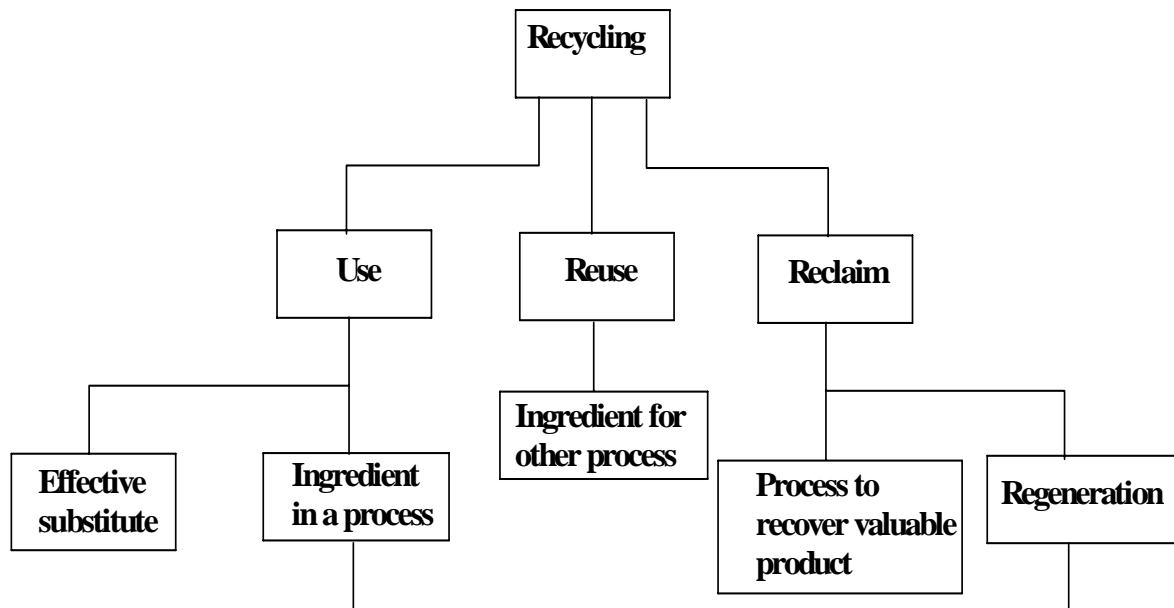 Recycling
Use
Reuse
Reclaim
Effective
substitute
Ingredient
in a process
Ingredient for
other process
Process to
recover valuable
product
Regeneration